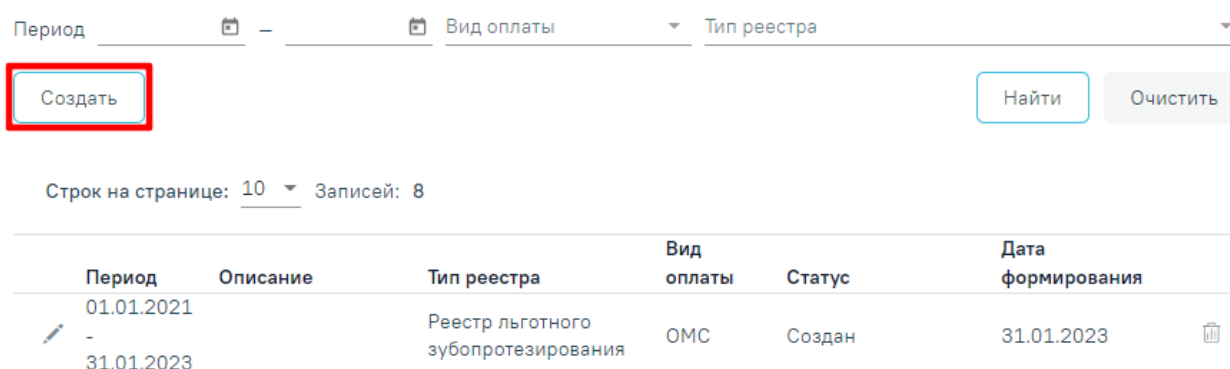 Период – Вид оплаты Тип реестра
Создать Найти Очистить
Строк на странице: 10 Записей: 8
Вид Дата
Период Описание Тип реестра оплаты Статус формирования
01.01.2021
- Реестр льготного ОМС Создан 31.01.2023
зубопротезирования
31.01.2023